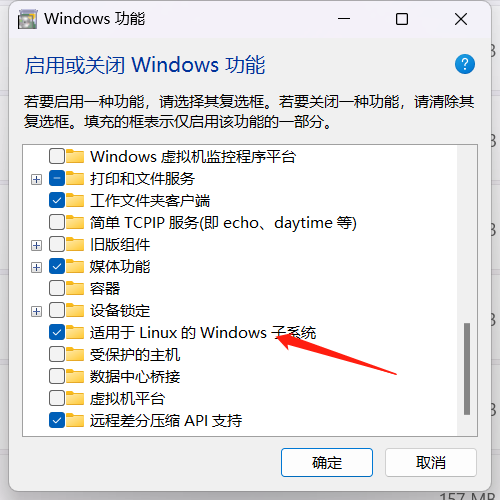 Windows 功能
启用或关闭 Windows 功能
若要启用一种功能，请选择其复选框。若要关闭一种功能，请清除其
复选框。填充的框表示仅启用该功能的一部分。
Windows 虚拟机监控程序平台
打印和文件服务
工作文件夹客户端
简单 TCPIP 服务(即 echo、daytime 等)
旧版组件
媒体功能
容器
设备锁定
适用于 Linux 的 Windows 子系统
受保护的主机
数据中心桥接
虚拟机平台
远程差分压缩 API 支持
确定
取消
157 MB